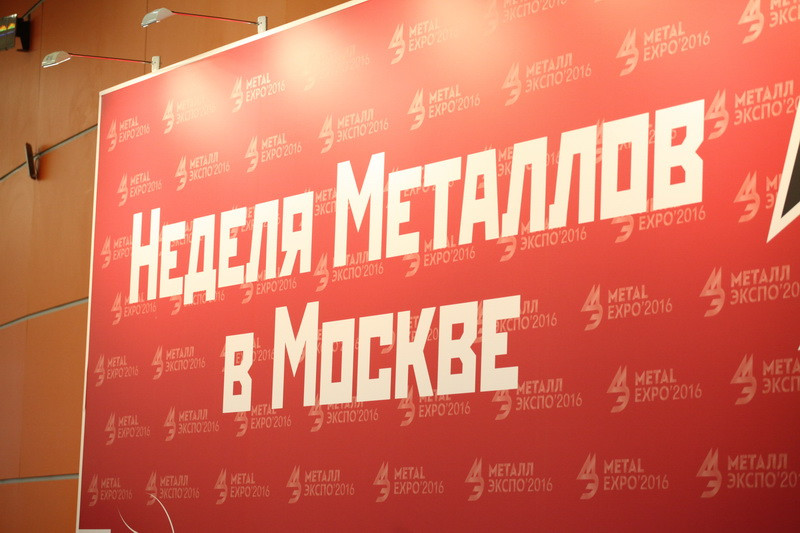 Неделя Металлов
в Москве
METAL
EXPO'2016
МЕТАЛЛ
ЭКСПО'2016